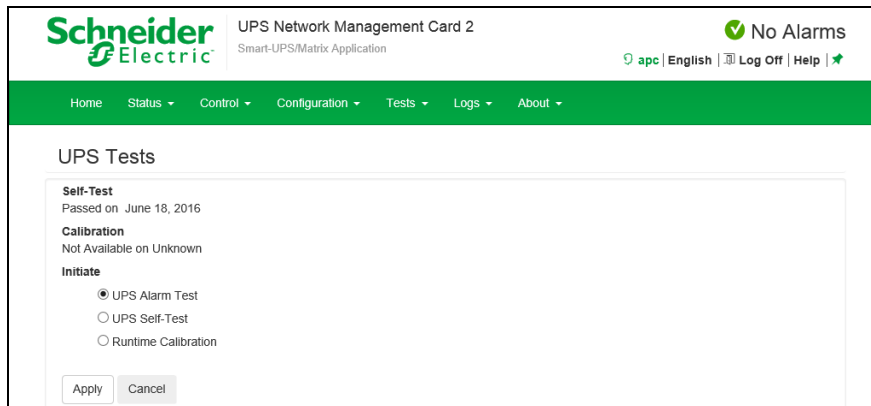 Schneider Electric
UPS Network Management Card 2
Smart-UPS/Matrix Application
No Alarms
apc | English | Log Off | Help |
Home Status Control Configuration Tests Logs About
UPS Tests
Self-Test
Passed on June 18, 2016
Calibration
Not Available on Unknown
Initiate
UPS Alarm Test
UPS Self-Test
Runtime Calibration
Apply Cancel